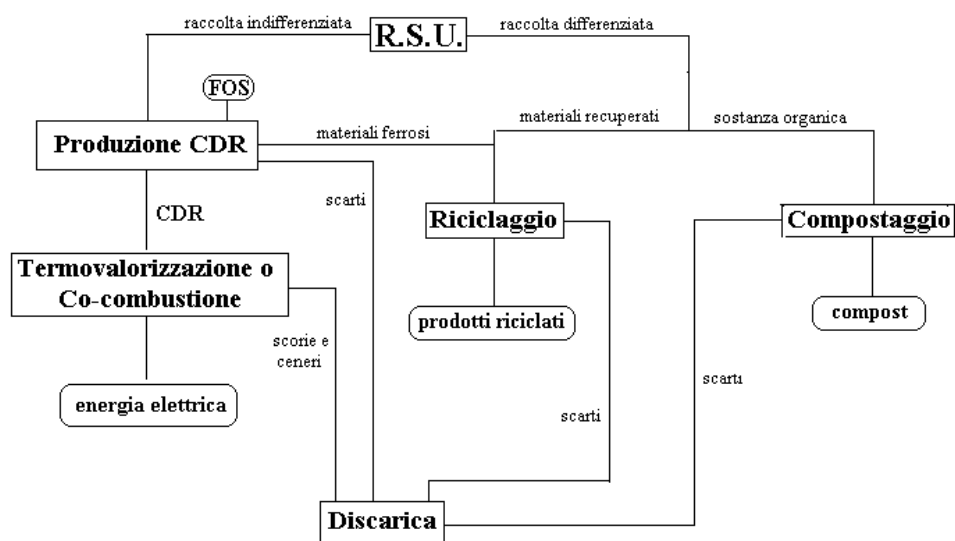 raccolta indifferenziata
R.S.U.
raccolta differenziata
FOS
Produzione CDR
materiali ferrosi
materiali recuperati
sostanza organica
CDR
scarti
Riciclaggio
Compostaggio
Termovalorizzazione o
Co-combustione
prodotti riciclati
compost
scorie e
ceneri
scarti
energia elettrica
scarti
Discarica